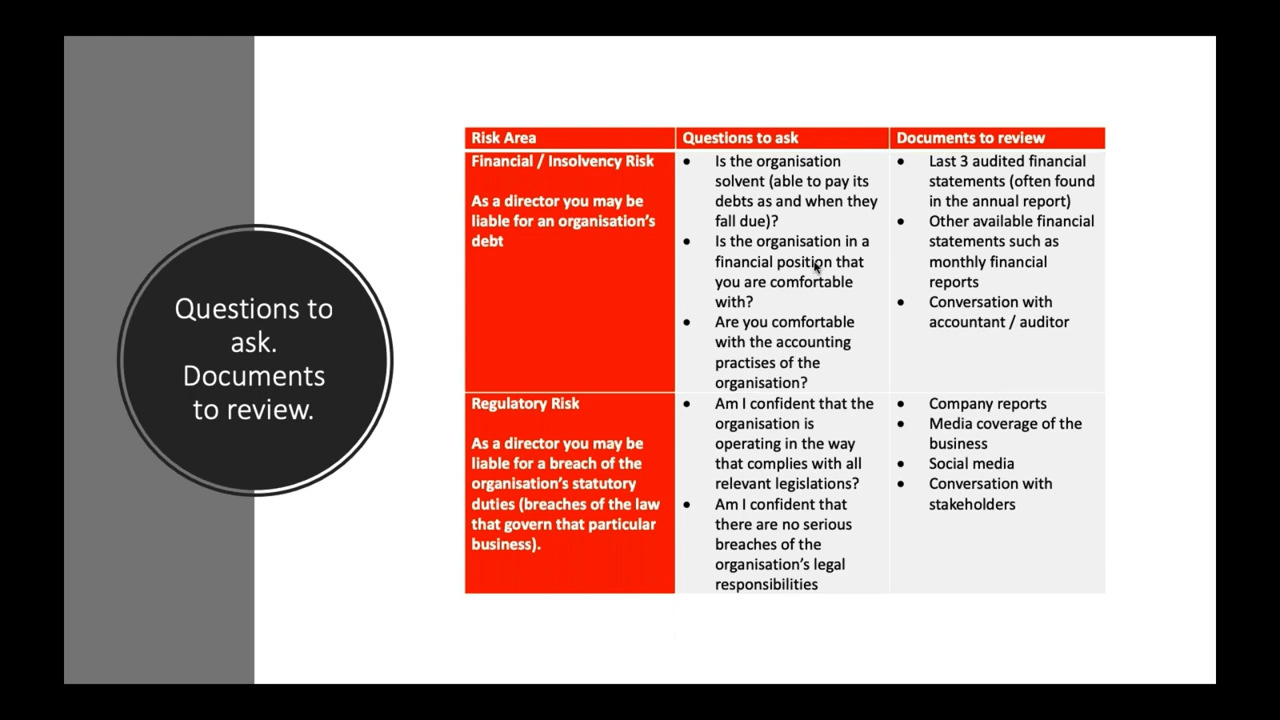 Questions to
ask.
Documents
to review.
Risk Area
Questions to ask
Documents to review
Financial / Insolvency Risk
As a director you may be
liable for an organisation's
debt
• Is the organisation
solvent (able to pay its
debts as and when they
fall due)?
• Is the organisation in a
financial position that
you are comfortable
with?
• Are you comfortable
with the accounting
practises of the
organisation?
• Last 3 audited financial
statements (often found
in the annual report)
• Other available financial
statements such as
monthly financial
reports
• Conversation with
accountant / auditor
Regulatory Risk
As a director you may be
liable for a breach of the
organisation's statutory
duties (breaches of the law
that govern that particular
business).
• Am I confident that the
organisation is
operating in the way
that complies with all
relevant legislations?
• Am I confident that
there are no serious
breaches of the
organisation's legal
responsibilities
• Company reports
• Media coverage of the
business
• Social media
• Conversation with
stakeholders